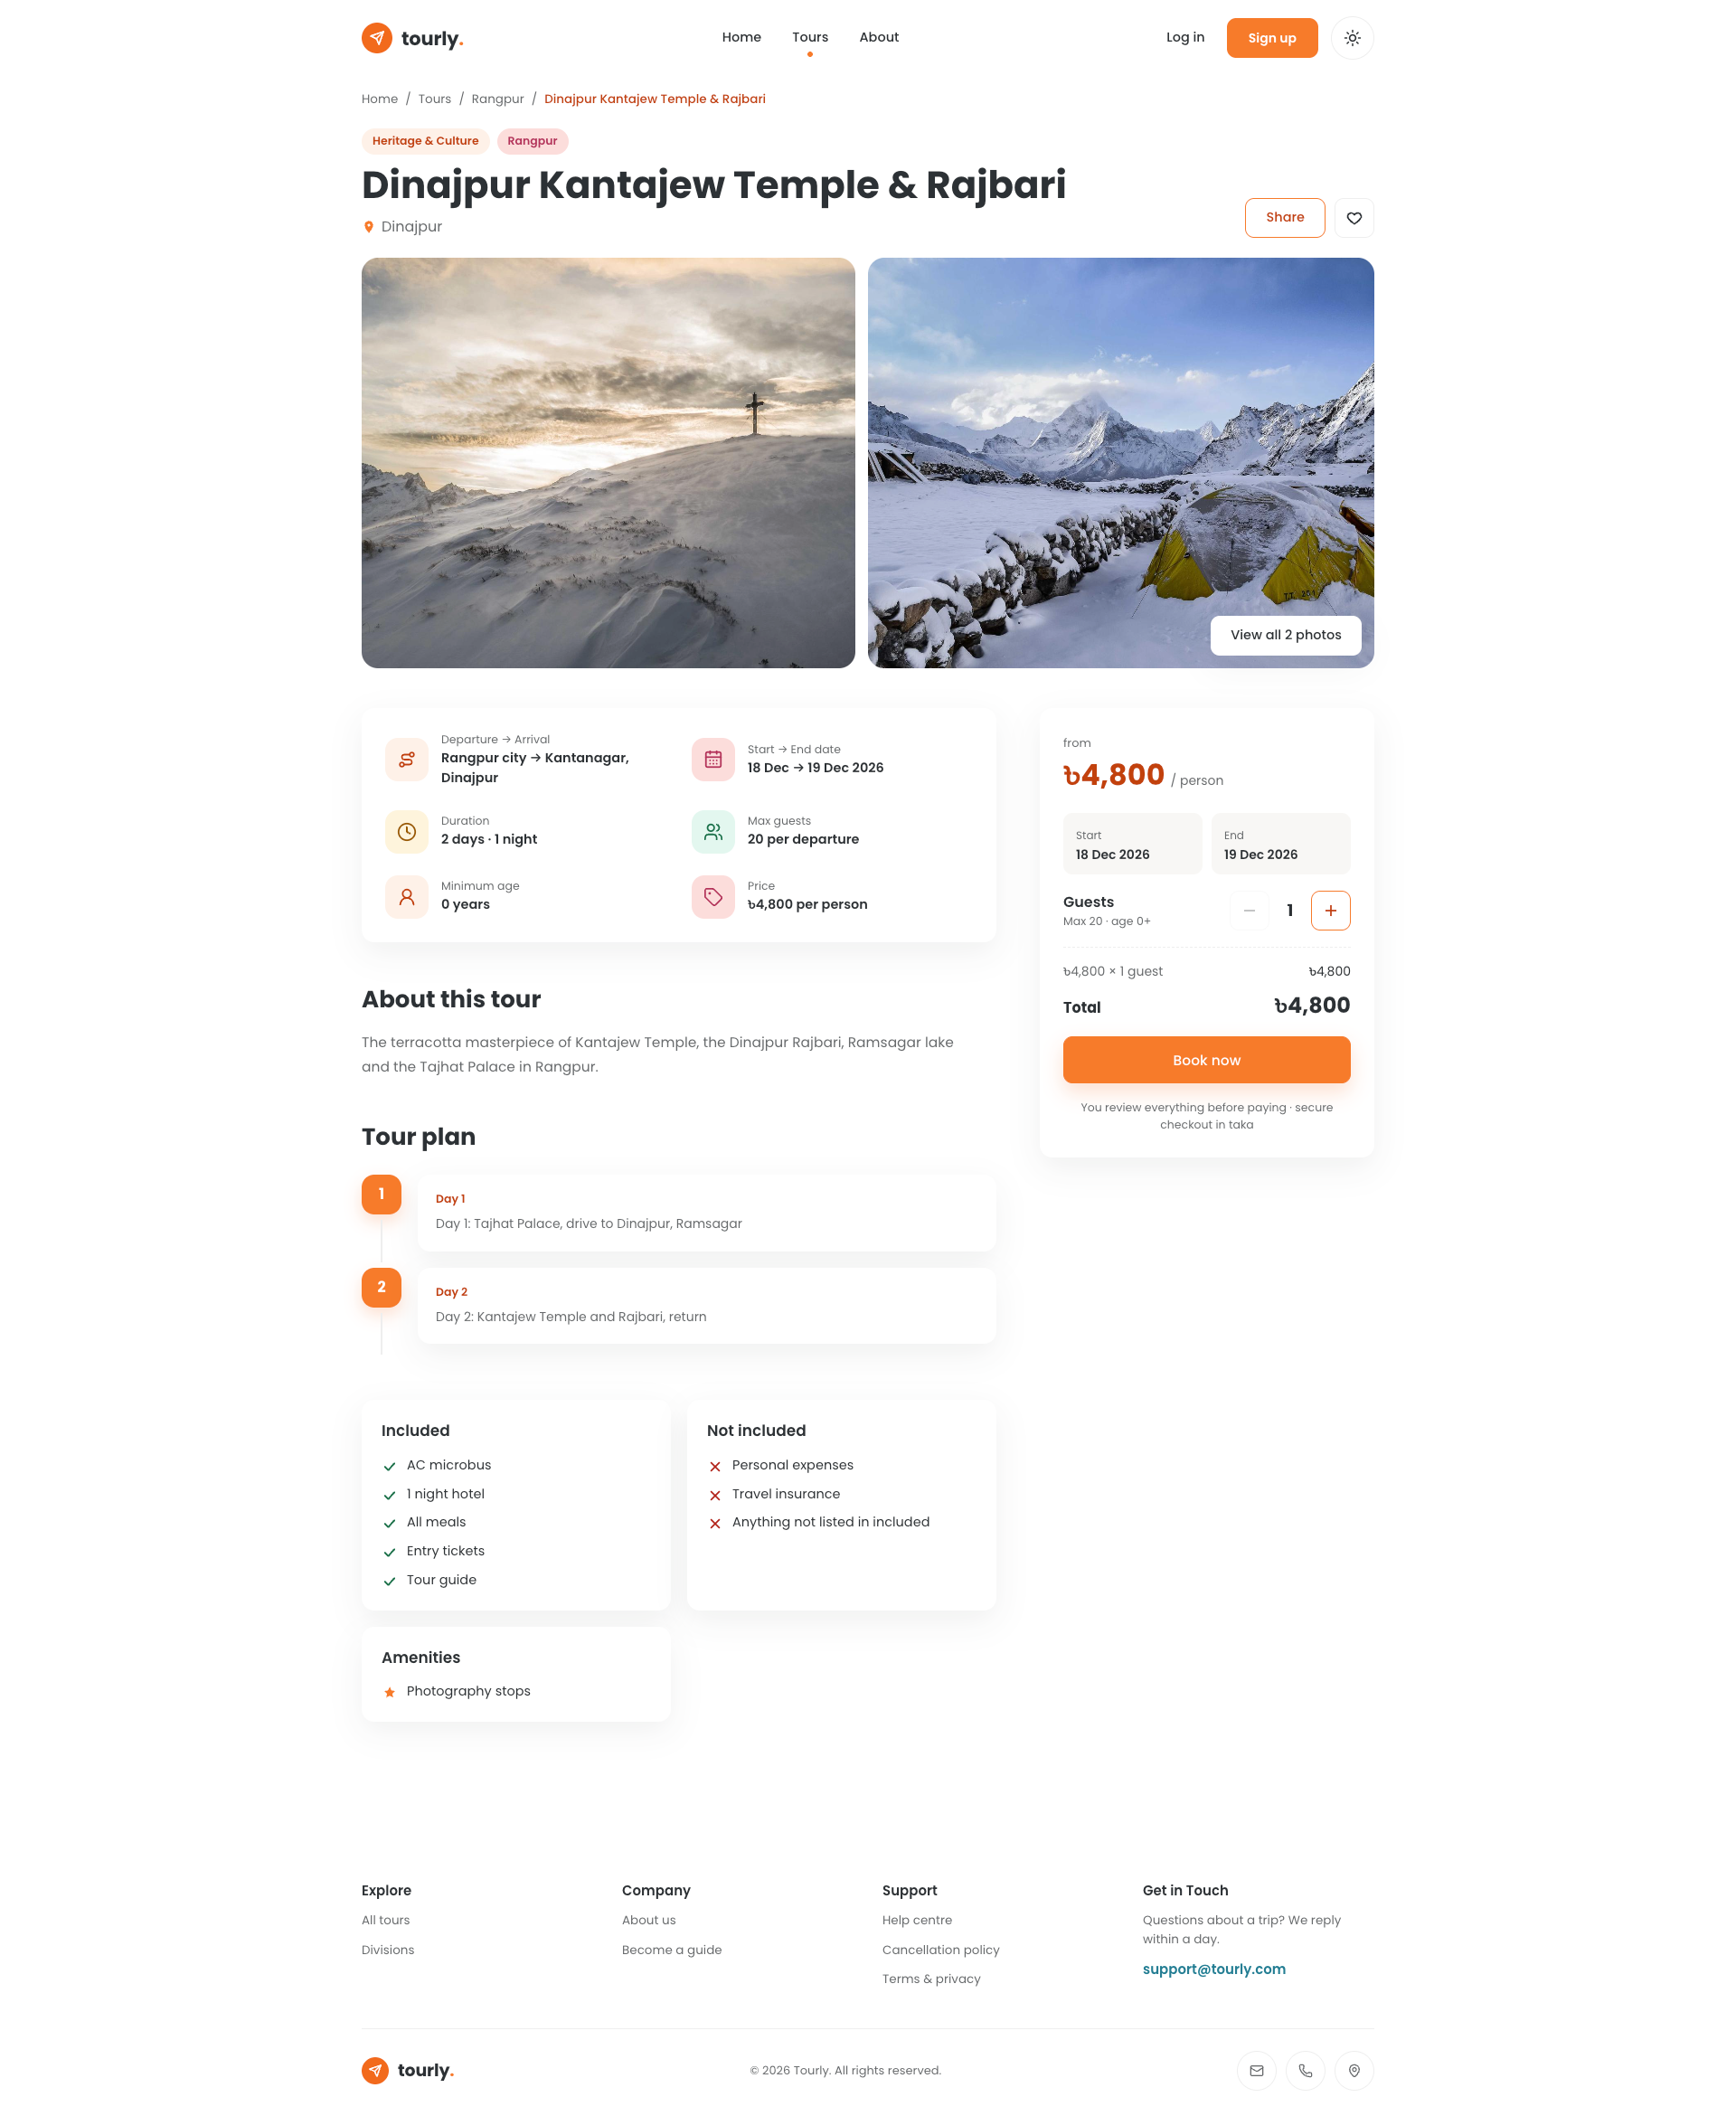 tourly.
Home Tours About
Log in Sign up
Home / Tours / Rangpur / Dinajpur Kantajew Temple & Rajbari
Heritage & Culture Rangpur
Dinajpur Kantajew Temple & Rajbari
Dinajpur
Share
View all 2 photos
Departure → Arrival
Rangpur city → Kantanagar,
Dinajpur
Start → End date
18 Dec → 19 Dec 2026
Duration
2 days · 1 night
Max guests
20 per departure
Minimum age
0 years
Price
৳4,800 per person
from
৳4,800 / person
Start
18 Dec 2026
End
19 Dec 2026
Guests
Max 20 · age 0+
− 1 +
৳4,800 × 1 guest ৳4,800
Total ৳4,800
Book now
You review everything before paying · secure
checkout in taka
About this tour
The terracotta masterpiece of Kantajew Temple, the Dinajpur Rajbari, Ramsagar lake
and the Tajhat Palace in Rangpur.
Tour plan
1
Day 1
Day 1: Tajhat Palace, drive to Dinajpur, Ramsagar
2
Day 2
Day 2: Kantajew Temple and Rajbari, return
Included
AC microbus
1 night hotel
All meals
Entry tickets
Tour guide
Not included
Personal expenses
Travel insurance
Anything not listed in included
Amenities
Photography stops
Explore
All tours
Divisions
Company
About us
Become a guide
Support
Help centre
Cancellation policy
Terms & privacy
Get in Touch
Questions about a trip? We reply
within a day.
support@tourly.com
tourly.
© 2026 Tourly. All rights reserved.